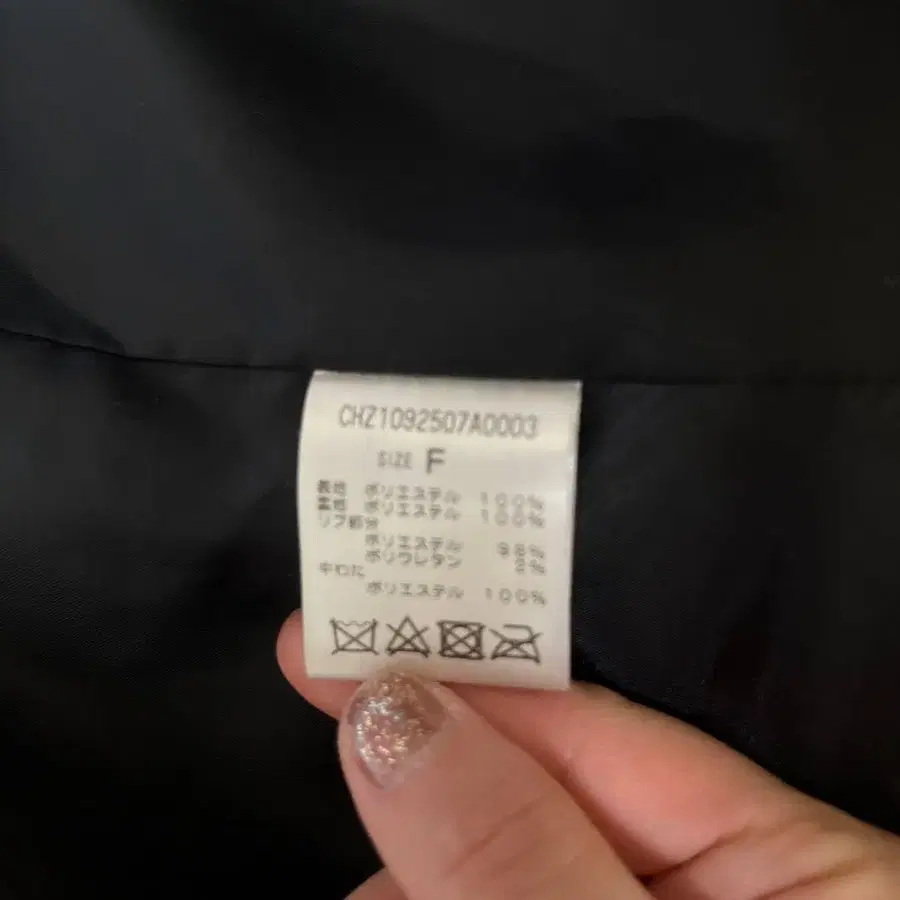 CHZ1092507A0003
SIZE F
表地 ポリエステル 100%
裏地 ポリエステル 100%
リブ部分
ポリエステル 98%
ポリウレタン 2%
中わた
ポリエステル 100%